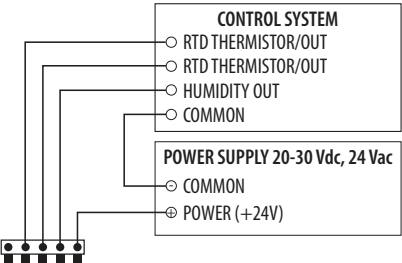 CONTROL SYSTEM
RTD THERMISTOR/OUT
RTD THERMISTOR/OUT
HUMIDITY OUT
COMMON
POWER SUPPLY 20-30 Vdc, 24 Vac
COMMON
POWER (+24V)